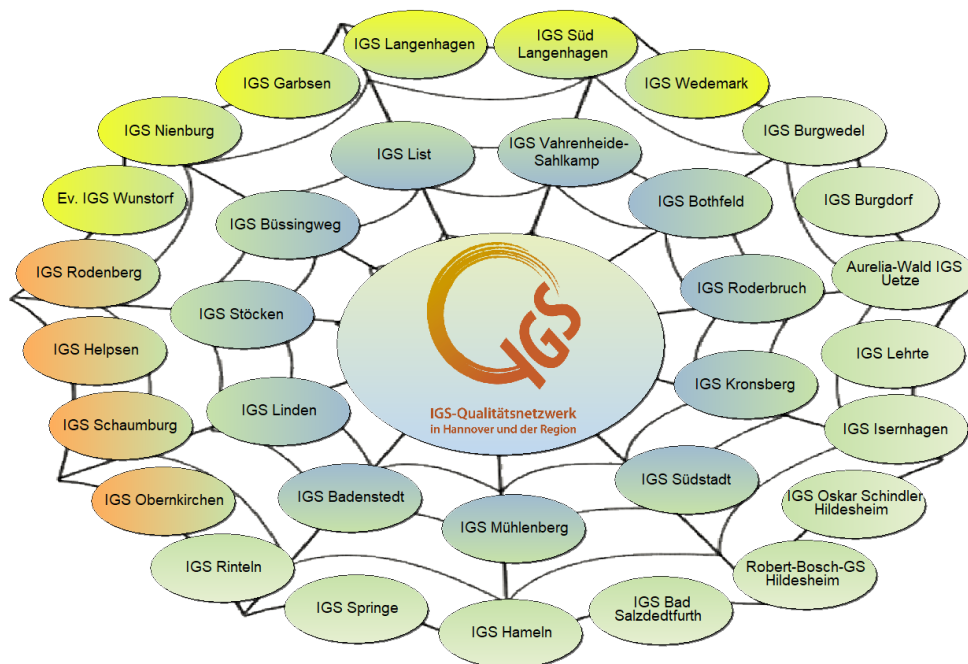 IGS Langenhagen
IGS Süd
Langenhagen
IGS Garbsen
IGS Wedemark
IGS Nienburg
IGS Burgwedel
IGS List
IGS Vahrenheide-
Sahlkamp
Ev. IGS Wunstorf
IGS Bothfeld
IGS Burgdorf
IGS Büssingweg
IGS Rodenberg
Aurelia-Wald IGS
Uetze
IGS Roderbruch
IGS Stöcken
IGS
IGS Helpsen
IGS Lehrte
IGS Kronsberg
IGS Linden
IGS-Qualitätsnetzwerk
in Hannover und der Region
IGS Schaumburg
IGS Isernhagen
IGS Badenstedt
IGS Südstadt
IGS Obernkirchen
IGS Oskar Schindler
Hildesheim
IGS Mühlenberg
IGS Rinteln
Robert-Bosch-GS
Hildesheim
IGS Springe
IGS Bad
Salzdedtfurth
IGS Hameln